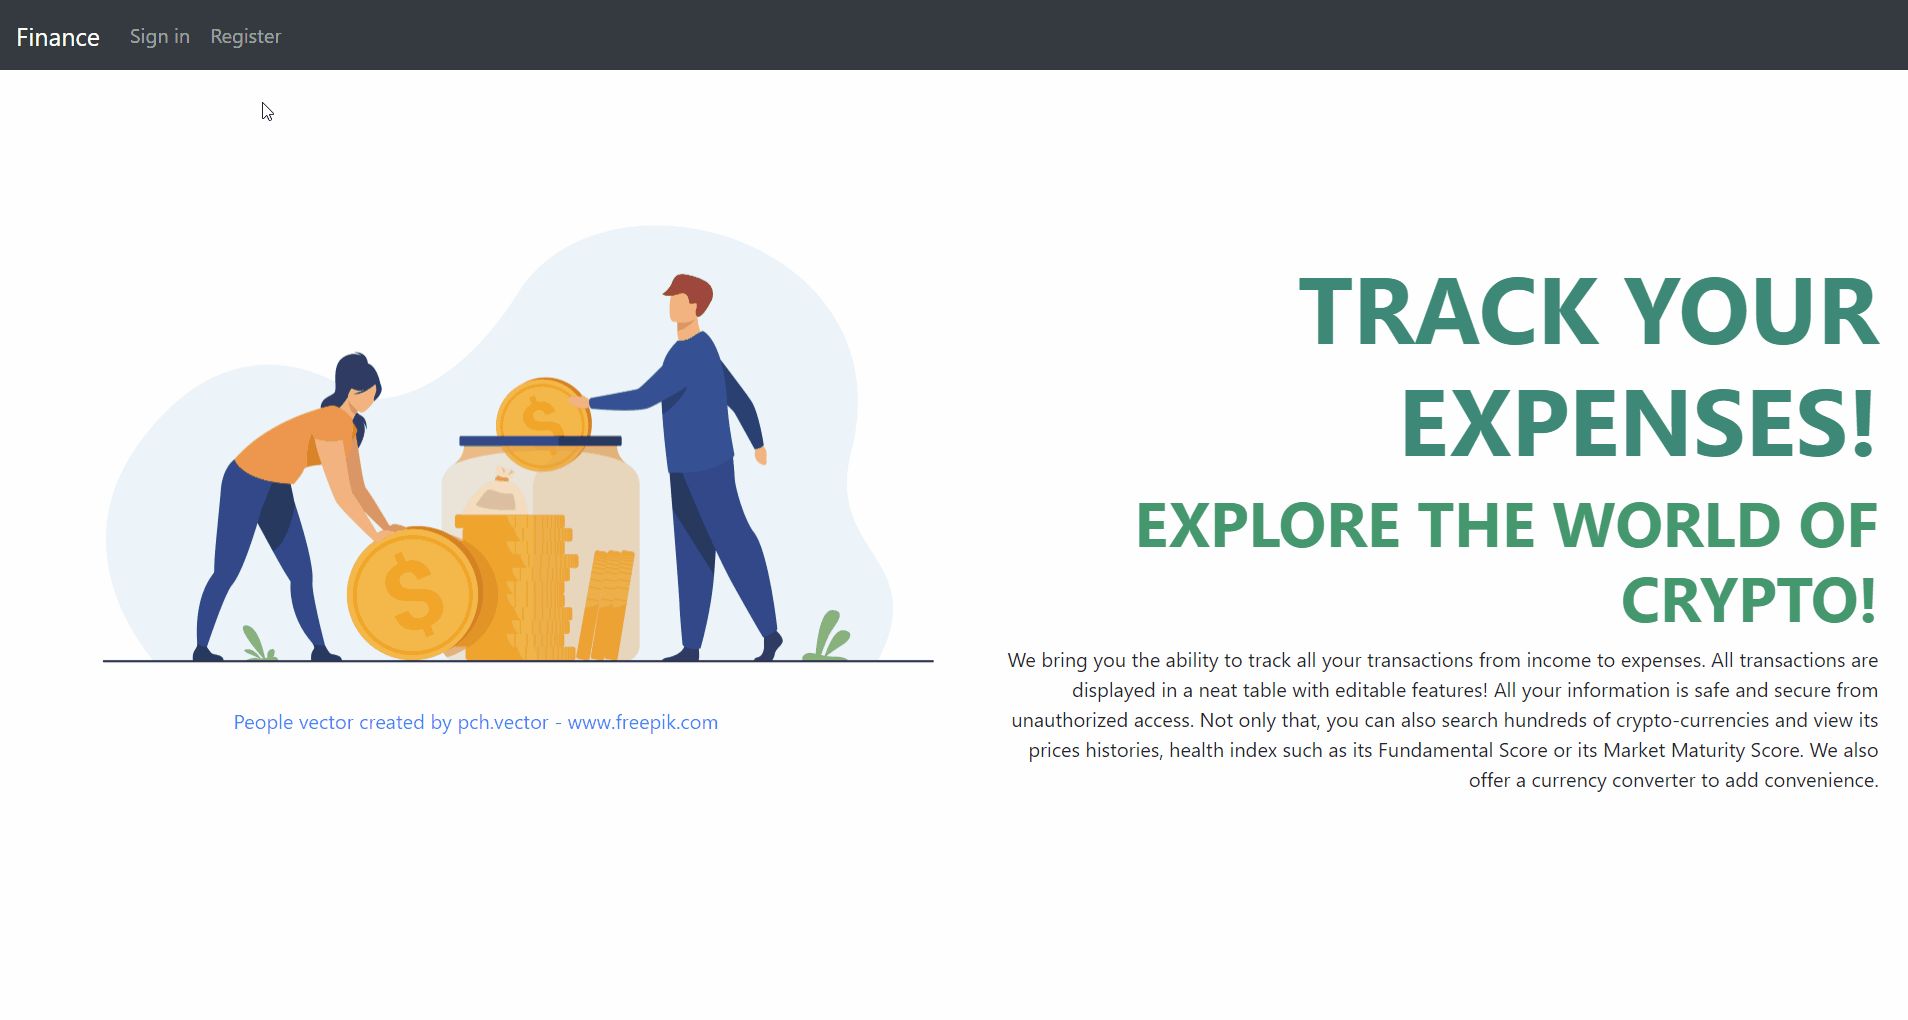 Finance Sign in Register
TRACK YOUR
EXPENSES!
EXPLORE THE WORLD OF
CRYPTO!
We bring you the ability to track all your transactions from income to expenses. All transactions are
displayed in a neat table with editable features! All your information is safe and secure from
unauthorized access. Not only that, you can also search hundreds of crypto-currencies and view its
prices histories, health index such as its Fundamental Score or its Market Maturity Score. We also
offer a currency converter to add convenience.
$
$
People vector created by pch.vector - www.freepik.com